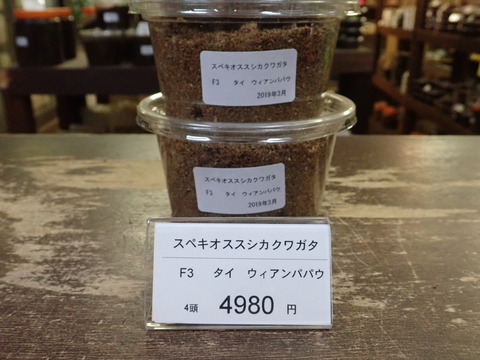 スペキオススシカクワガタ
F3 タイ ウィアンパパウ
2019年3月
スペキオススシカクワガタ
F3 タイ ウィアンパパウ
2019年3月
スペキオススシカクワガタ
F3 タイ ウィアンパパウ
4頭 4980 円